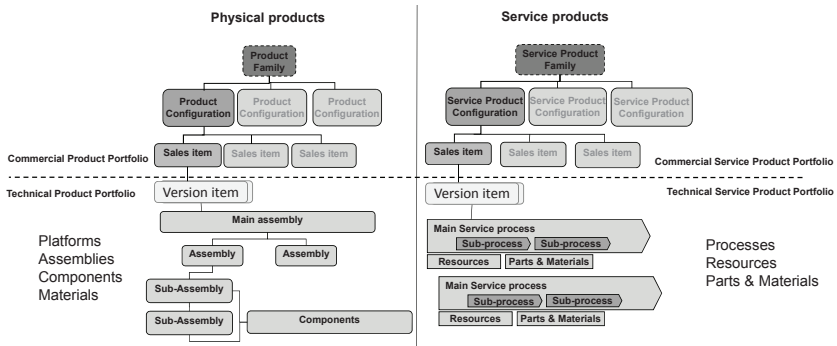 Physical products
Service products
Product
Family
Service Product
Family
Product
Configuration
Product
Configuration
Product
Configuration
Service Product
Configuration
Service Product
Configuration
Service Product
Configuration
Sales item
Sales item
Sales item
Sales item
Sales item
Sales item
Commercial Product Portfolio
Commercial Service Product Portfolio
Technical Product Portfolio
Technical Service Product Portfolio
Version item
Version item
Main assembly
Assembly
Assembly
Sub-Assembly
Sub-Assembly
Components
Platforms
Assemblies
Components
Materials
Main Service process
Sub-process
Sub-process
Resources
Parts & Materials
Main Service process
Sub-process
Sub-process
Resources
Parts & Materials
Processes
Resources
Parts & Materials